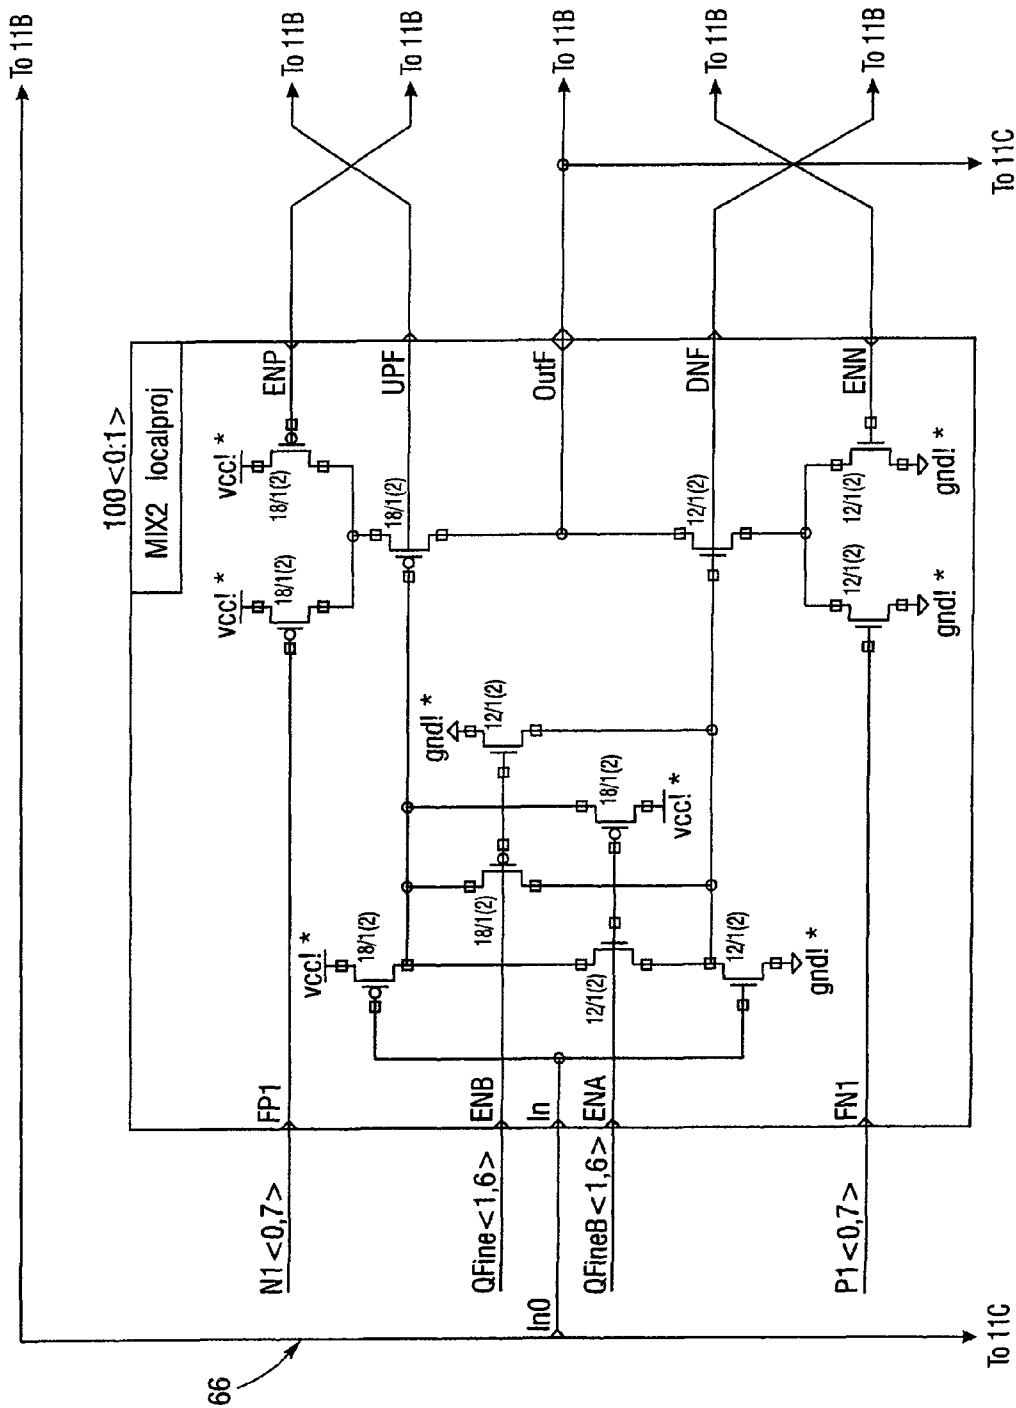 To 11B
To 11B
To 11B
To 11B
To 11B
To 11B
To 11C
100<0:1>
MIX2 localproj
ENP
UPF
OutF
DNF
ENN
vcc! *
18/1(2)
vcc! *
18/1(2)
18/1(2)
12/1(2)
12/1(2)
gnd! *
12/1(2)
gnd! *
gnd! *
12/1(2)
18/1(2)
vcc! *
18/1(2)
vcc! *
18/1(2)
12/1(2)
12/1(2)
gnd! *
FP1
ENB
In
ENA
FN1
N1<0,7>
QFine<1,6>
QFineB<1,6>
P1<0,7>
In0
66
To 11C